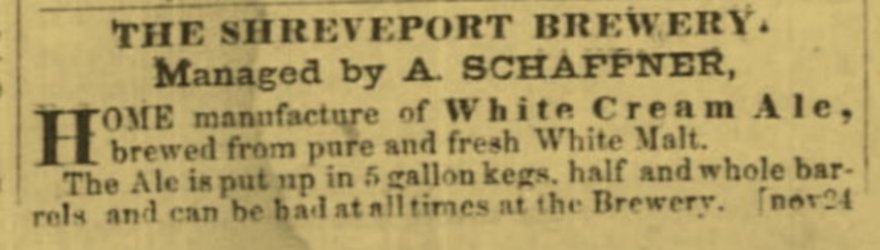 THE SHREVEPORT BREWERY.
Managed by A. SCHAFFNER,
HOME manufacture of White Cream Ale,
brewed from pure and fresh White Malt.
The Ale is put up in 5 gallon kegs. half and whole bar-
rels and can be had at all times at the Brewery. [nov24